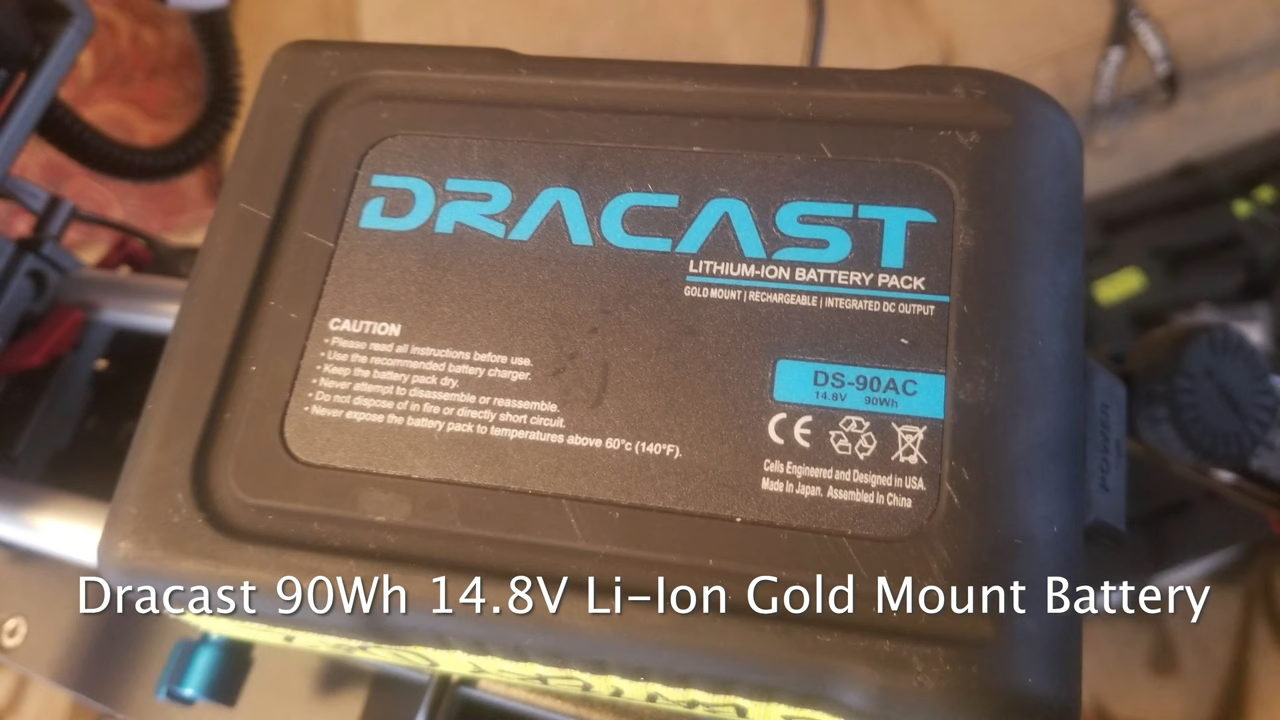 DRACAST
LITHIUM-ION BATTERY PACK
GOLD MOUNT | RECHARGEABLE | INTEGRATED DC OUTPUT
CAUTION
• Please read all instructions before use.
• Use the recommended battery charger.
• Keep the battery pack dry.
• Never attempt to disassemble or reassemble.
• Do not dispose of in fire or directly short circuit.
• Never expose the battery pack to temperatures above 60°c (140°F).
DS-90AC
14.8V 90Wh
CE
Cells Engineered and Designed in USA.
Made In Japan. Assembled In China
POWER
Dracast 90Wh 14.8V Li-Ion Gold Mount Battery